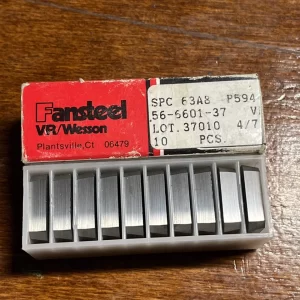 Fansteel
VR/Wesson
Plantsville, Ct 06479
SPC 63A8 P594
56-6601-37 V
LOT. 37010 4/7
10 PCS.